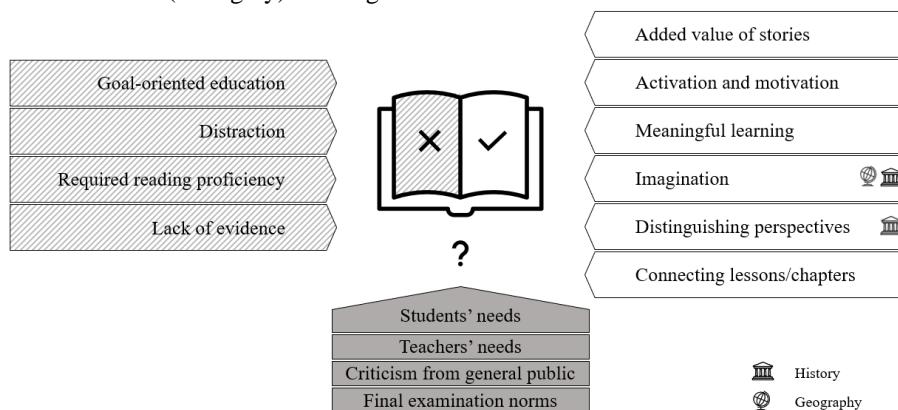 Goal-oriented education
Distraction
Required reading proficiency
Lack of evidence
?
Students’ needs
Teachers’ needs
Criticism from general public
Final examination norms
Added value of stories
Activation and motivation
Meaningful learning
Imagination
Distinguishing perspectives
Connecting lessons/chapters
History
Geography